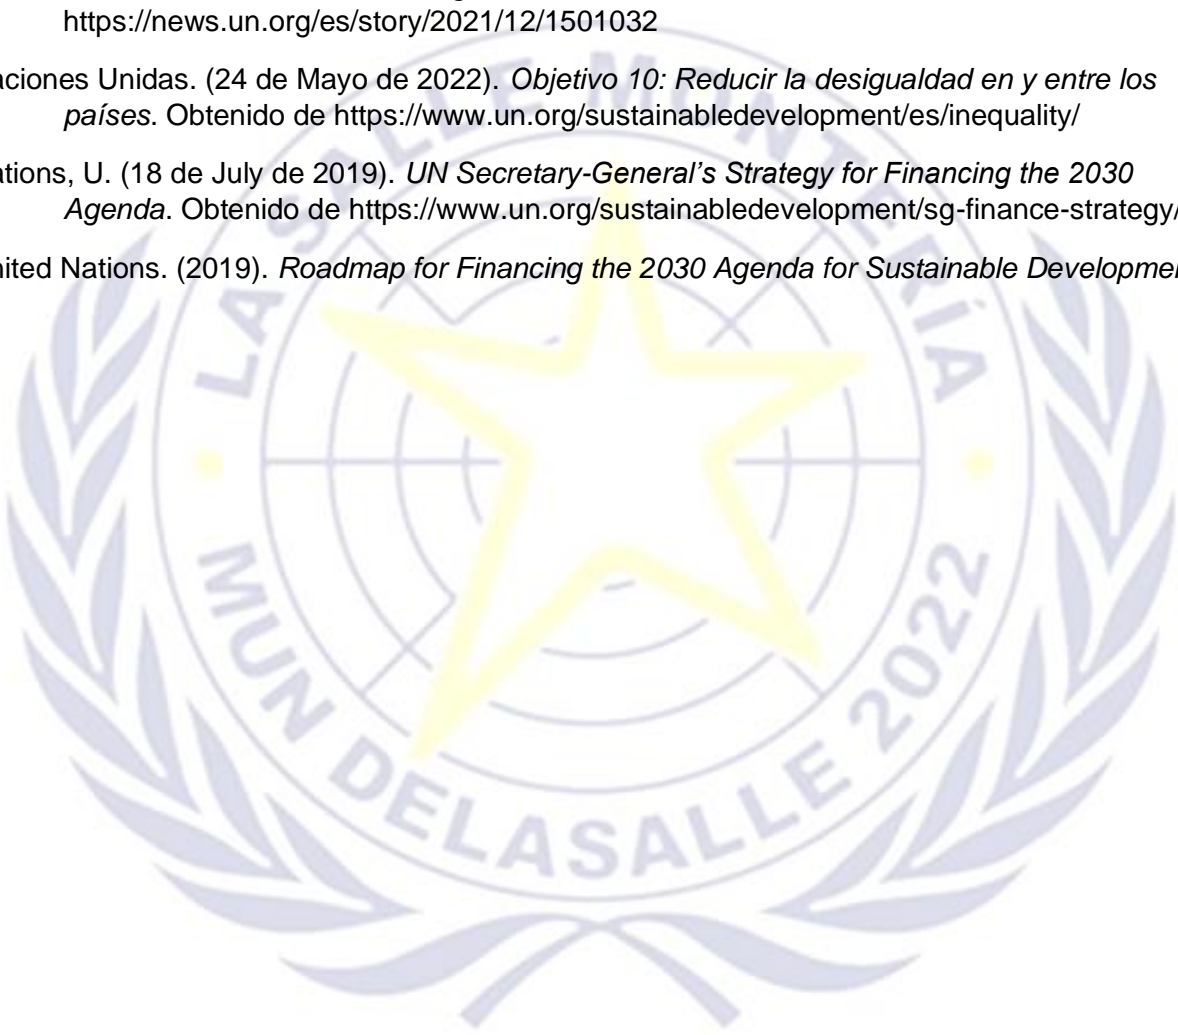 https://news.un.org/es/story/2021/12/1501032
aciones Unidas. (24 de Mayo de 2022). Objetivo 10: Reducir la desigualdad en y entre los
países. Obtenido de https://www.un.org/sustainabledevelopment/es/inequality/
ations, U. (18 de July de 2019). UN Secretary-General’s Strategy for Financing the 2030
Agenda. Obtenido de https://www.un.org/sustainabledevelopment/sg-finance-strategy/
nited Nations. (2019). Roadmap for Financing the 2030 Agenda for Sustainable Developmen
LA SALLE MONTERÍA
MUN DELASALLE 2022